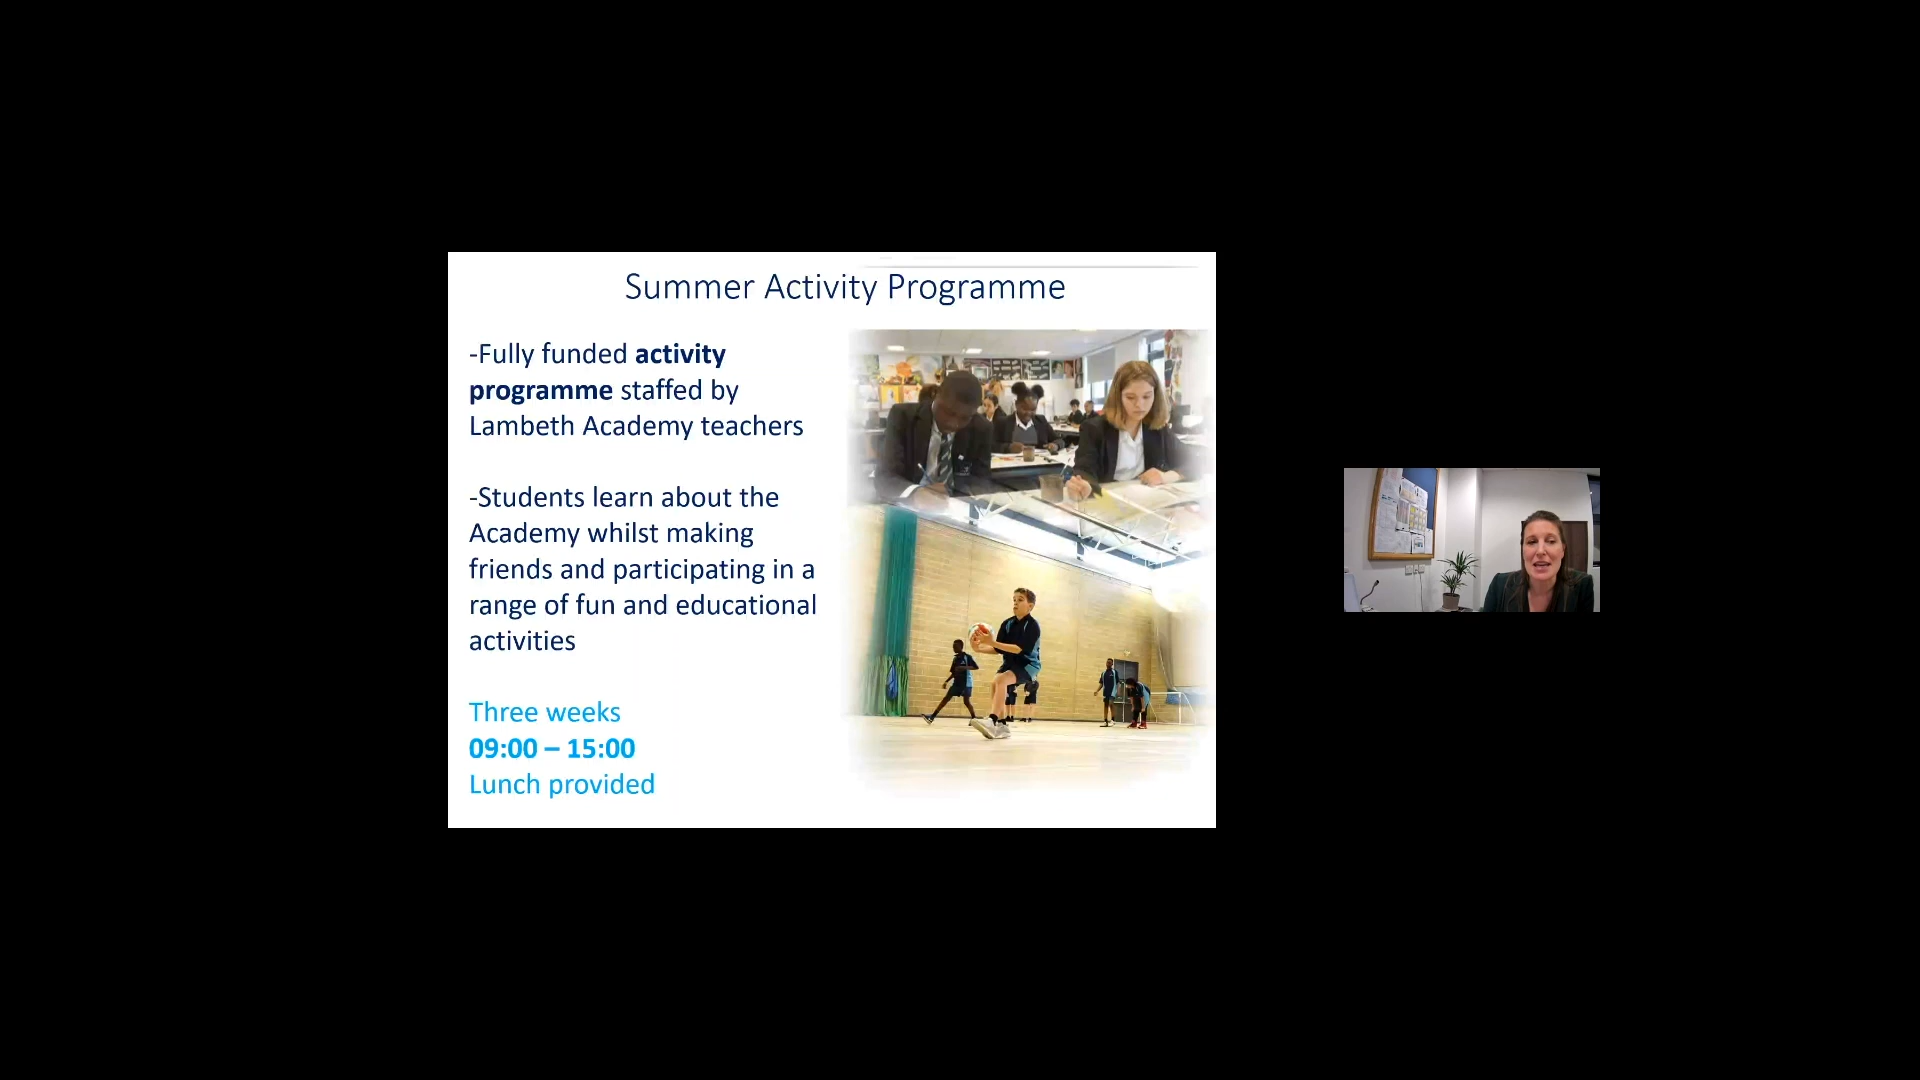 Summer Activity Programme
-Fully funded activity
programme staffed by
Lambeth Academy teachers
-Students learn about the
Academy whilst making
friends and participating in a
range of fun and educational
activities
Three weeks
09:00 – 15:00
Lunch provided